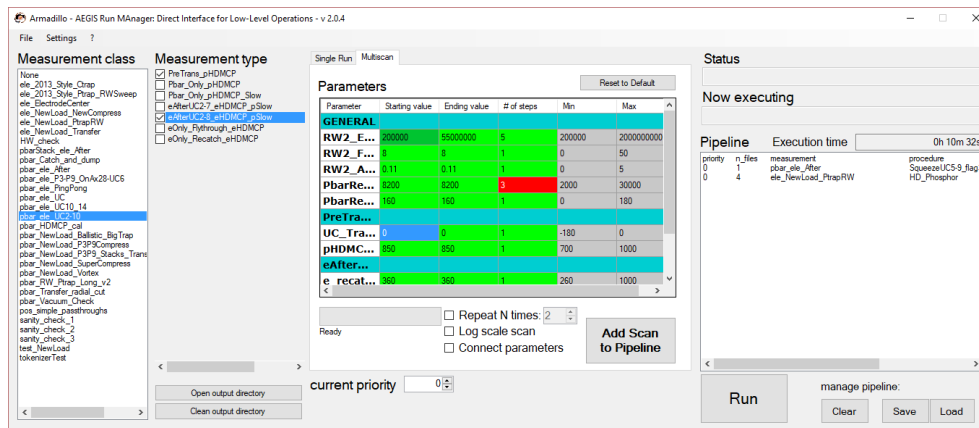 Armadillo - AEGIS Run MAnager: Direct Interface for Low-Level Operations - v 2.0.4
File Settings ?
Measurement class
None
ele_2013_Style_Ctrap
ele_2013_Style_Ptrap_RWSweep
ele_ElectrodeCenter
ele_NewLoad_NewCompress
ele_NewLoad_PtrapRW
ele_NewLoad_Transfer
HW_check
pbarStack_ele_After
pbar_Catch_and_dump
pbar_ele_After
pbar_ele_P3-P9_OnAx28-UC6
pbar_ele_PingPong
pbar_ele_UC
pbar_ele_UC10_14
pbar_ele_UC2-10
pbar_HDMCP_cal
pbar_NewLoad_Ballistic_BigTrap
pbar_NewLoad_P3P9Compress
pbar_NewLoad_P3P9_Stacks_Trans
pbar_NewLoad_SuperCompress
pbar_NewLoad_Vortex
pbar_RW_Ptrap_Long_v2
pbar_Transfer_radial_cut
pbar_Vacuum_Check
pos_simple_passthroughs
sanity_check_1
sanity_check_2
sanity_check_3
test_NewLoad
tokenizerTest
Measurement type
PreTrans_pHDMCP
Pbar_Only_pHDMCP
Pbar_Only_pHDMCP_Slow
eAfterUC2-7_eHDMCP_pSlow
eAfterUC2-8_eHDMCP_pSlow
eOnly_Flythrough_eHDMCP
eOnly_Recatch_eHDMCP
Open output directory
Clean output directory
Single Run Multiscan
Parameters
Reset to Default
Parameter Starting value Ending value # of steps Min Max
GENERAL
RW2_E... 200000 55000000 5 200000 2000000000
RW2_F... 8 8 1 0 50
RW2_A... 0.11 0.11 1 0 5
PbarRe... 8200 8200 3 2000 30000
PbarRe... 160 160 1 0 180
PreTra...
UC_Tra... 0 0 1 -180 0
pHDMC... 850 850 1 700 1000
eAfter...
e_recat... 360 360 1 260 1000
Ready
Repeat N times: 2
Log scale scan
Connect parameters
Add Scan
to Pipeline
current priority 0
Status
Now executing
Pipeline Execution time 0h 10m 32s
priority n_files measurement procedure
0 1 pbar_ele_After SqueezeUC5-9_flag
0 4 ele_NewLoad_PtrapRW HD_Phosphor
Run
manage pipeline:
Clear Save Load